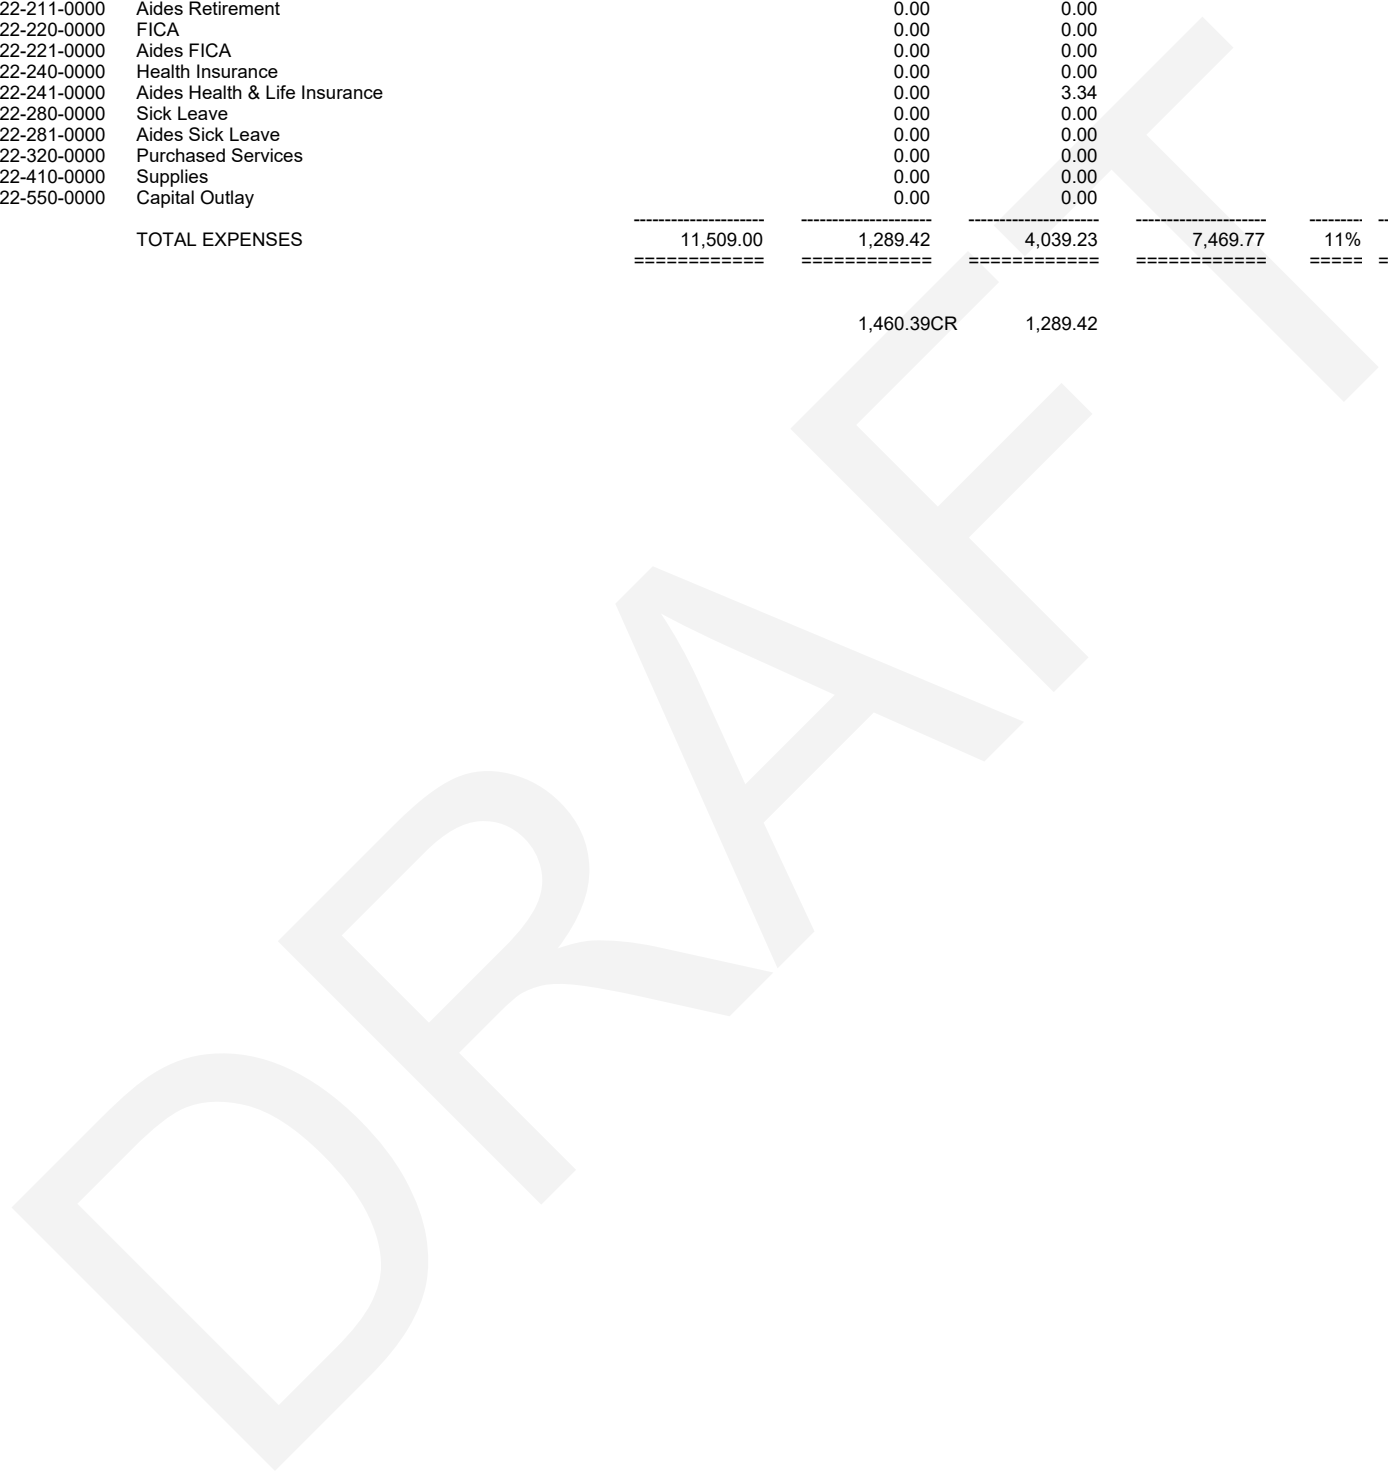 22-211-0000 Aides Retirement 0.00 0.00
22-220-0000 FICA 0.00 0.00
22-221-0000 Aides FICA 0.00 0.00
22-240-0000 Health Insurance 0.00 0.00
22-241-0000 Aides Health & Life Insurance 0.00 3.34
22-280-0000 Sick Leave 0.00 0.00
22-281-0000 Aides Sick Leave 0.00 0.00
22-320-0000 Purchased Services 0.00 0.00
22-410-0000 Supplies 0.00 0.00
22-550-0000 Capital Outlay 0.00 0.00
--------------------- --------------------- --------------------- --------------------- --------- --
TOTAL EXPENSES 11,509.00 1,289.42 4,039.23 7,469.77 11%
============ ============ ============ ============ ===== =
1,460.39CR 1,289.42
DRAFT